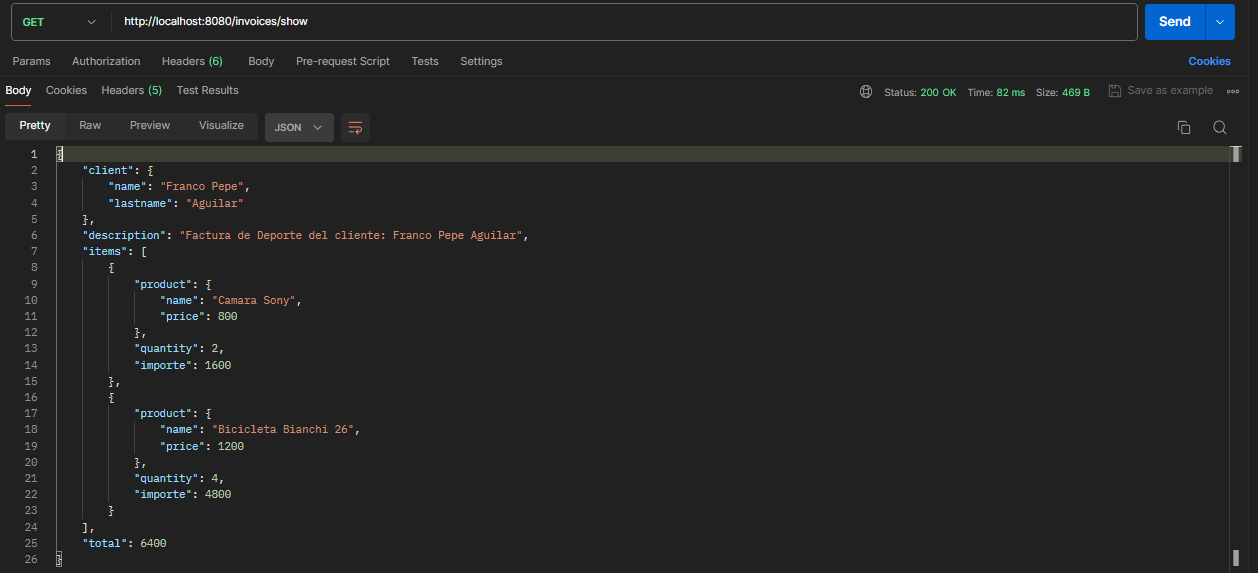 GET http://localhost:8080/invoices/show Send
Params Authorization Headers (6) Body Pre-request Script Tests Settings Cookies
Body Cookies Headers (5) Test Results Status: 200 OK Time: 82 ms Size: 469 B Save as example
Pretty Raw Preview Visualize JSON
1 {
2 "client": {
3 "name": "Franco Pepe",
4 "lastname": "Aguilar"
5 },
6 "description": "Factura de Deporte del cliente: Franco Pepe Aguilar",
7 "items": [
8 {
9 "product": {
10 "name": "Camara Sony",
11 "price": 800
12 },
13 "quantity": 2,
14 "importe": 1600
15 },
16 {
17 "product": {
18 "name": "Bicicleta Bianchi 26",
19 "price": 1200
20 },
21 "quantity": 4,
22 "importe": 4800
23 }
24 ],
25 "total": 6400
26 }